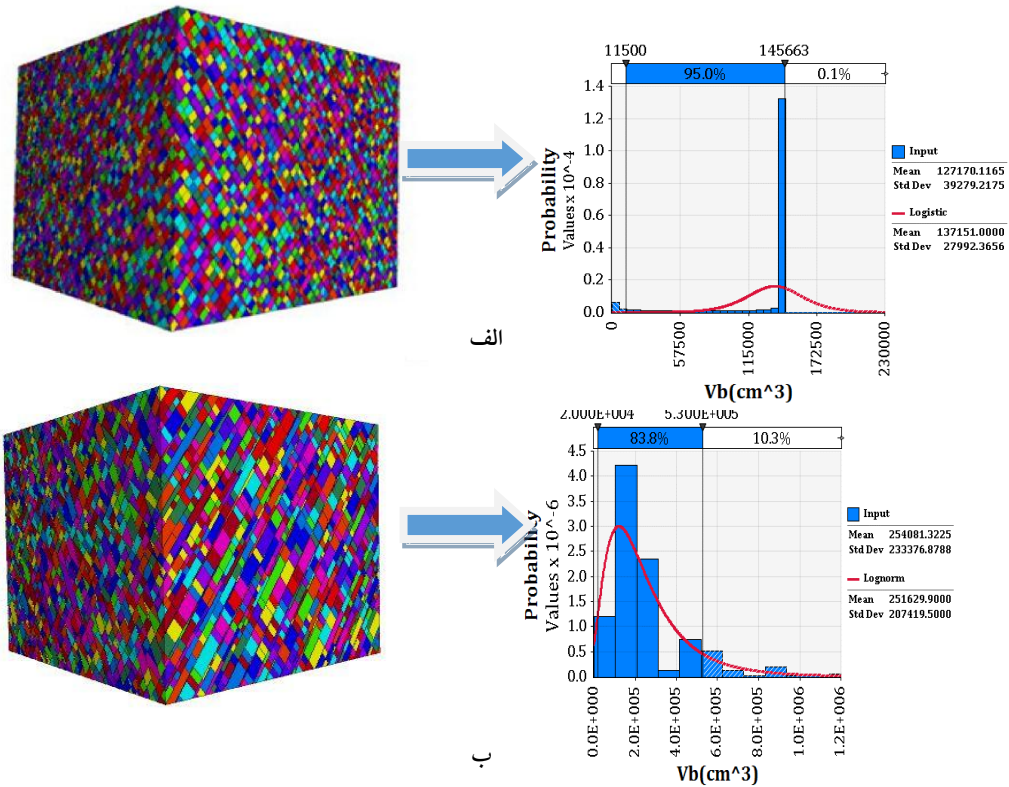 11500 145663
95.0% 0.1%
1.4
1.2
1.0
0.8
0.6
0.4
0.2
0.0
Probability
Values x 10^-4
0 57500 115000 172500 230000
Vb(cm^3)
Input
Mean 127170.1165
Std Dev 39279.2175
Logistic
Mean 137151.0000
Std Dev 27992.3656
الف
2.000E+004 5.300E+005
83.8% 10.3%
4.5
4.0
3.5
3.0
2.5
2.0
1.5
1.0
0.5
0.0
Probability
Values x 10^-6
0.0E+000 2.0E+005 4.0E+005 6.0E+005 8.0E+005 1.0E+006 1.2E+006
Vb(cm^3)
Input
Mean 254081.3225
Std Dev 233376.8788
Lognorm
Mean 251629.9000
Std Dev 207419.5000
ب